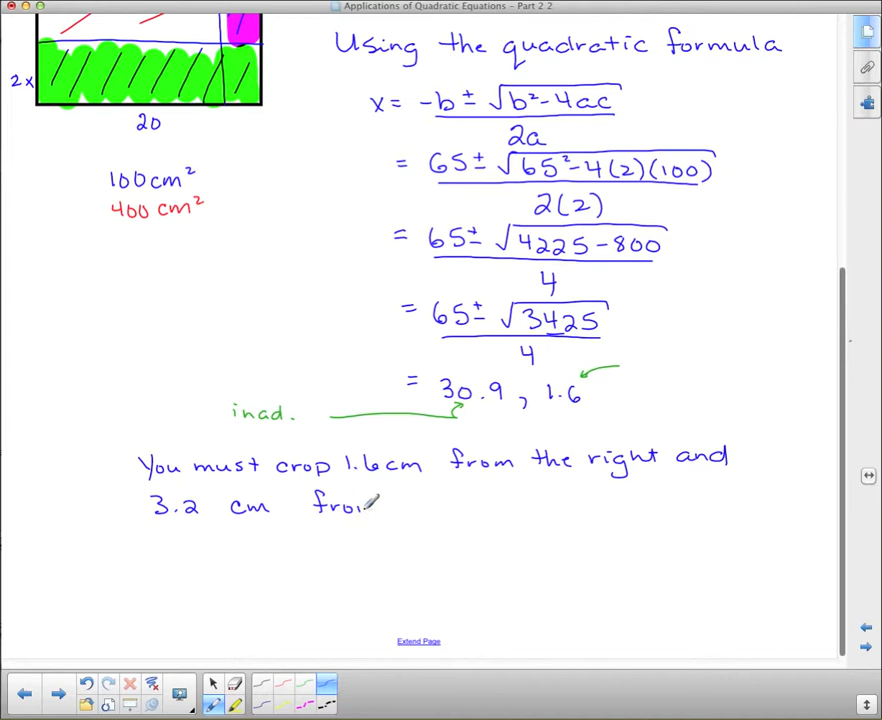 Applications of Quadratic Equations - Part 2 2
Using the quadratic formula
2x
20
x = -b ± √b² - 4ac
2a
100cm²
400 cm²
= 65 ± √65² - 4(2)(100)
2(2)
= 65 ± √4225 - 800
4
= 65 ± √3425
4
= 30.9 , 1.6
inad.
You must crop 1.6cm from the right and
3.2 cm from
Extend Page